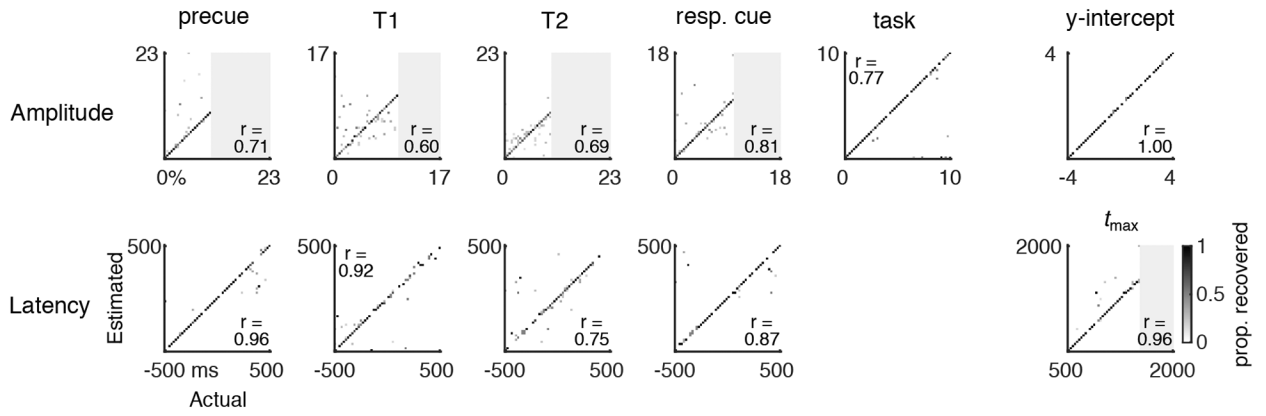 precue T1 T2 resp. cue task y-intercept
Amplitude
23 17 23 18 10 4
r = 0.71
r = 0.60
r = 0.69
r = 0.81
r = 0.77
r = 1.00
0% 23 0 17 0 23 0 18 0 10 -4 4
tmax
Latency
Estimated
500 500 500 500 2000
r = 0.96
r = 0.92
r = 0.75
r = 0.87
r = 0.96
1
0.5
0
prop. recovered
-500 ms 500 -500 500 -500 500 -500 500 500 2000
Actual